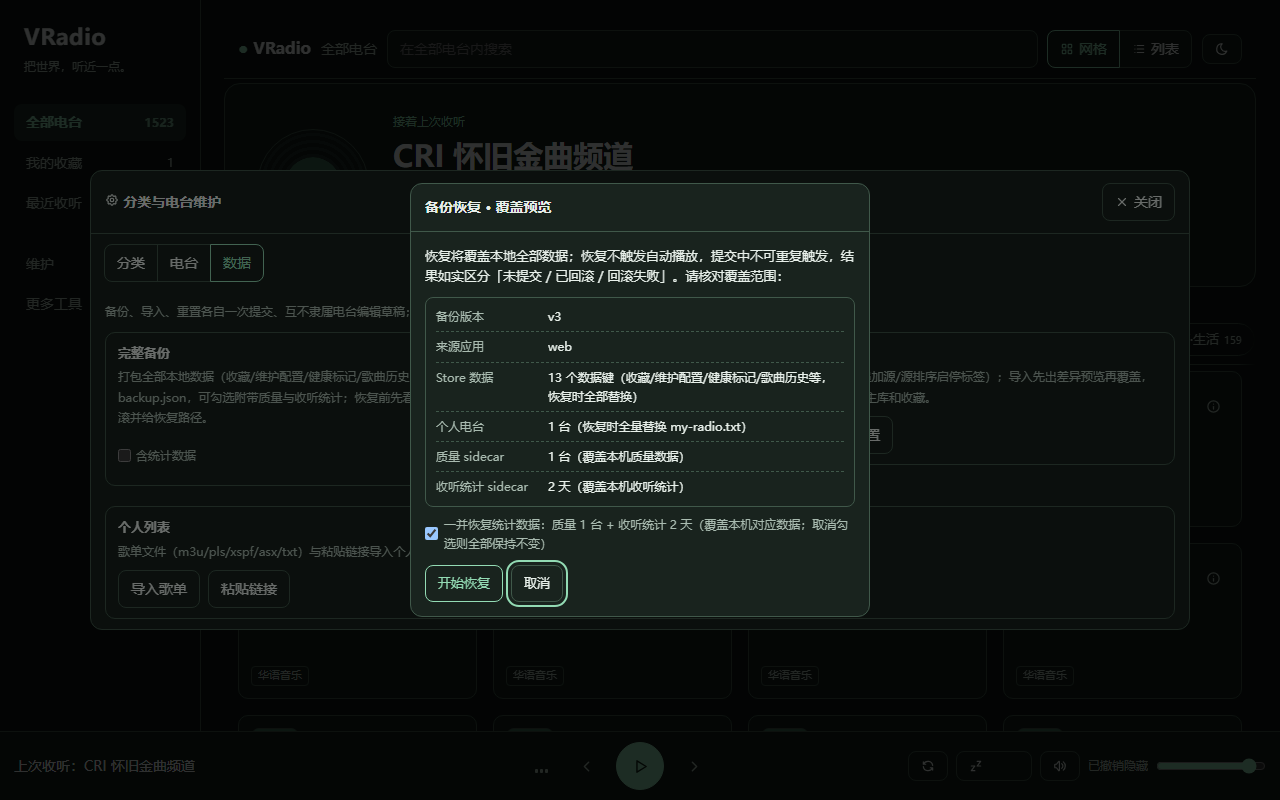 VRadio
把世界，听近一点。
全部电台 1523
我的收藏 1
最近收听
维护
更多工具
VRadio 全部电台 在全部电台内搜索 网格 列表
接着上次收听
CRI 怀旧金曲频道
分类与电台维护
关闭
分类 电台 数据
备份、导入、重置各自一次提交、互不隶属电台编辑草稿；
完整备份
打包全部本地数据（收藏/维护配置/健康标记/歌曲历史
backup.json，可勾选附带质量与收听统计；恢复前先看
滚并给恢复路径。
含统计数据
加源/源排序启停标签）；导入先出差异预览再覆盖，
主库和收藏。
置
生活 159
个人列表
歌单文件（m3u/pls/xspf/asx/txt）与粘贴链接导入个人
导入歌单 粘贴链接
备份恢复 • 覆盖预览
恢复将覆盖本地全部数据；恢复不触发自动播放，提交中不可重复触发，结
果如实区分「未提交 / 已回滚 / 回滚失败」。请核对覆盖范围：
备份版本 v3
来源应用 web
Store 数据 13 个数据键（收藏/维护配置/健康标记/歌曲历史等，
恢复时全部替换）
个人电台 1 台（恢复时全量替换 my-radio.txt）
质量 sidecar 1 台（覆盖本机质量数据）
收听统计 sidecar 2 天（覆盖本机收听统计）
一并恢复统计数据：质量 1 台 + 收听统计 2 天（覆盖本机对应数据；取消勾
选则全部保持不变）
开始恢复 取消
华语音乐 华语音乐 华语音乐 华语音乐
上次收听：CRI 怀旧金曲频道
... zZ 已撤销隐藏